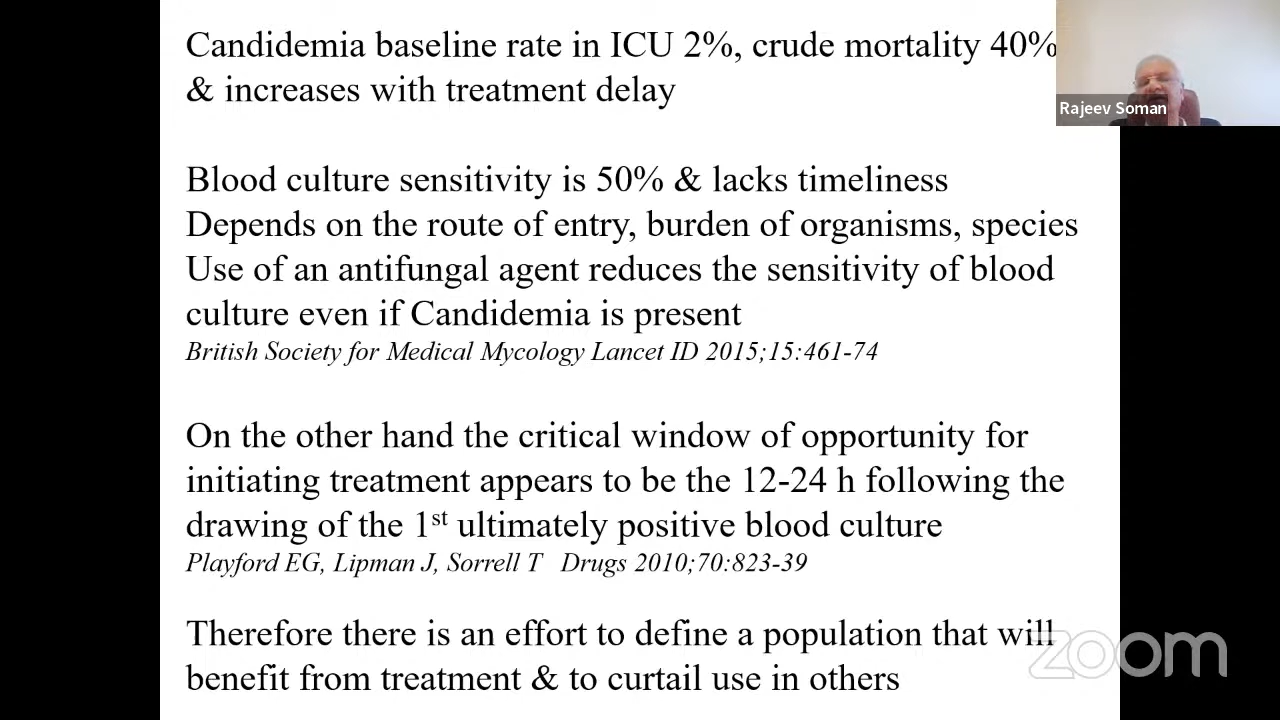 Candidemia baseline rate in ICU 2%, crude mortality 40%
& increases with treatment delay
Rajeev Soman
Blood culture sensitivity is 50% & lacks timeliness
Depends on the route of entry, burden of organisms, species
Use of an antifungal agent reduces the sensitivity of blood
culture even if Candidemia is present
British Society for Medical Mycology Lancet ID 2015;15:461-74
On the other hand the critical window of opportunity for
initiating treatment appears to be the 12-24 h following the
drawing of the 1st ultimately positive blood culture
Playford EG, Lipman J, Sorrell T Drugs 2010;70:823-39
Therefore there is an effort to define a population that will
benefit from treatment & to curtail use in others
zoom